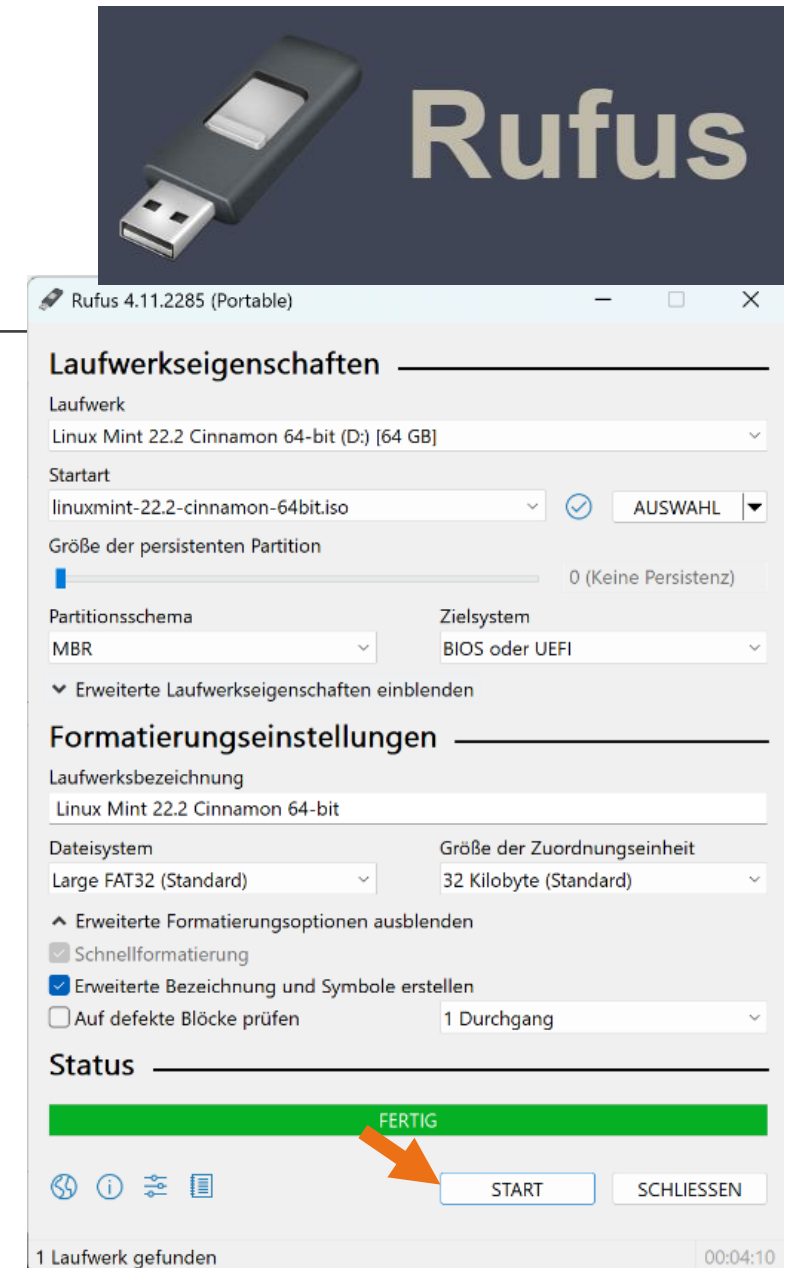 Rufus
Rufus 4.11.2285 (Portable)
Laufwerkseigenschaften
Laufwerk
Linux Mint 22.2 Cinnamon 64-bit (D:) [64 GB]
Startart
linuxmint-22.2-cinnamon-64bit.iso AUSWAHL
Größe der persistenten Partition
0 (Keine Persistenz)
Partitionsschema Zielsystem
MBR BIOS oder UEFI
Erweiterte Laufwerkseigenschaften einblenden
Formatierungseinstellungen
Laufwerksbezeichnung
Linux Mint 22.2 Cinnamon 64-bit
Dateisystem Größe der Zuordnungseinheit
Large FAT32 (Standard) 32 Kilobyte (Standard)
Erweiterte Formatierungsoptionen ausblenden
Schnellformatierung
Erweiterte Bezeichnung und Symbole erstellen
Auf defekte Blöcke prüfen 1 Durchgang
Status
FERTIG
START SCHLIESSEN
1 Laufwerk gefunden 00:04:10